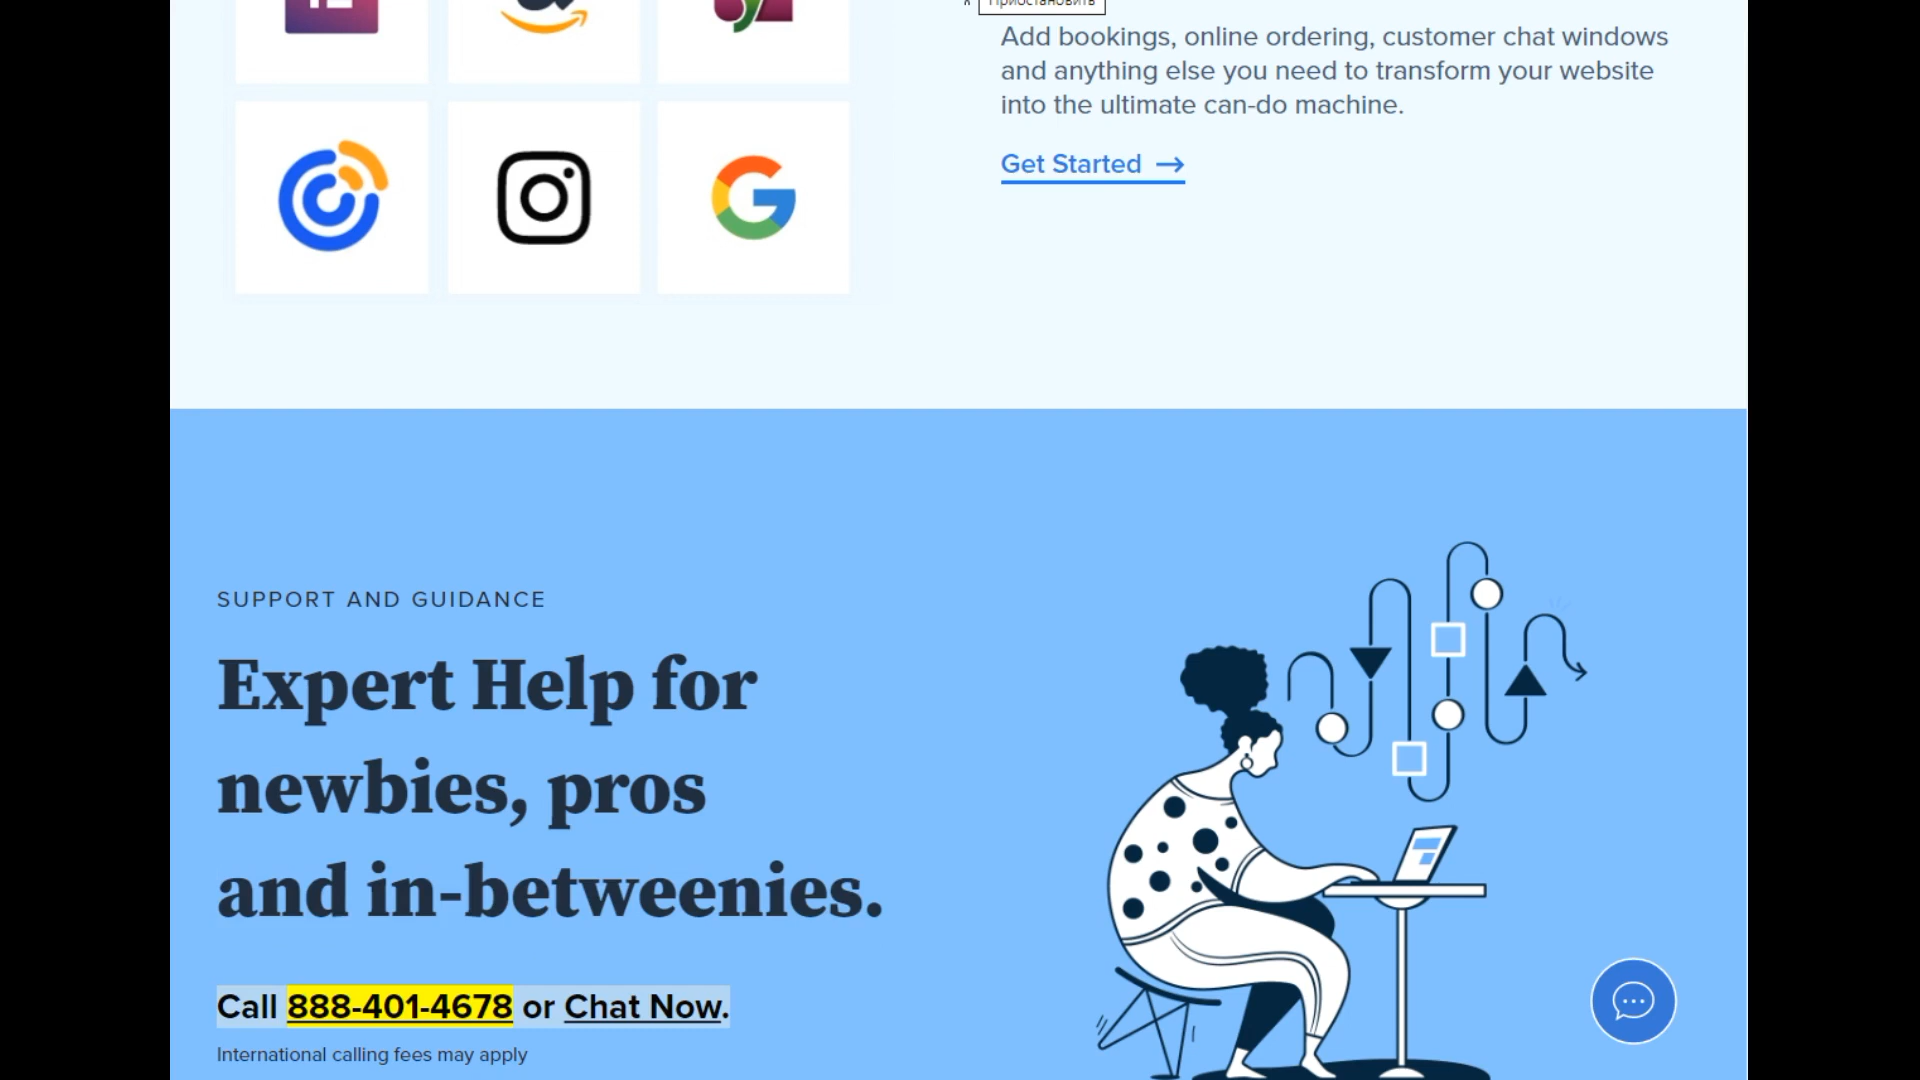 Приостановить
Add bookings, online ordering, customer chat windows
and anything else you need to transform your website
into the ultimate can-do machine.
Get Started →
SUPPORT AND GUIDANCE
Expert Help for
newbies, pros
and in-betweenies.
Call 888-401-4678 or Chat Now.
International calling fees may apply